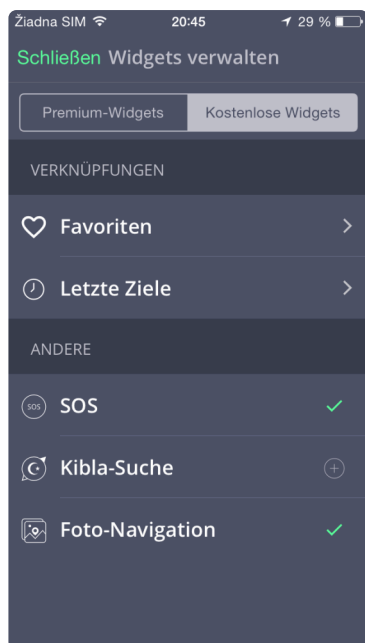 Žiadna SIM 20:45 29 %
Schließen Widgets verwalten
Premium-Widgets Kostenlose Widgets
VERKNÜPFUNGEN
Favoriten
Letzte Ziele
ANDERE
SOS SOS
Kibla-Suche
Foto-Navigation